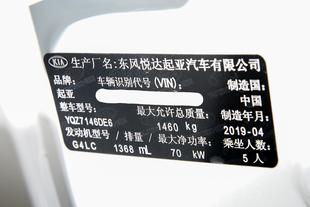 KIA 生产厂名:东风悦达起亚汽车有限公司
品牌: 车辆识别代号(VIN): 制造国:
起亚 中国
整车型号: 最大允许总质量: 制造年月:
YQZ7146DE6 1460 kg 2019-04
发动机型号/排量/最大净功率: 乘坐人数:
G4LC 1368 mL 70 kW 5人